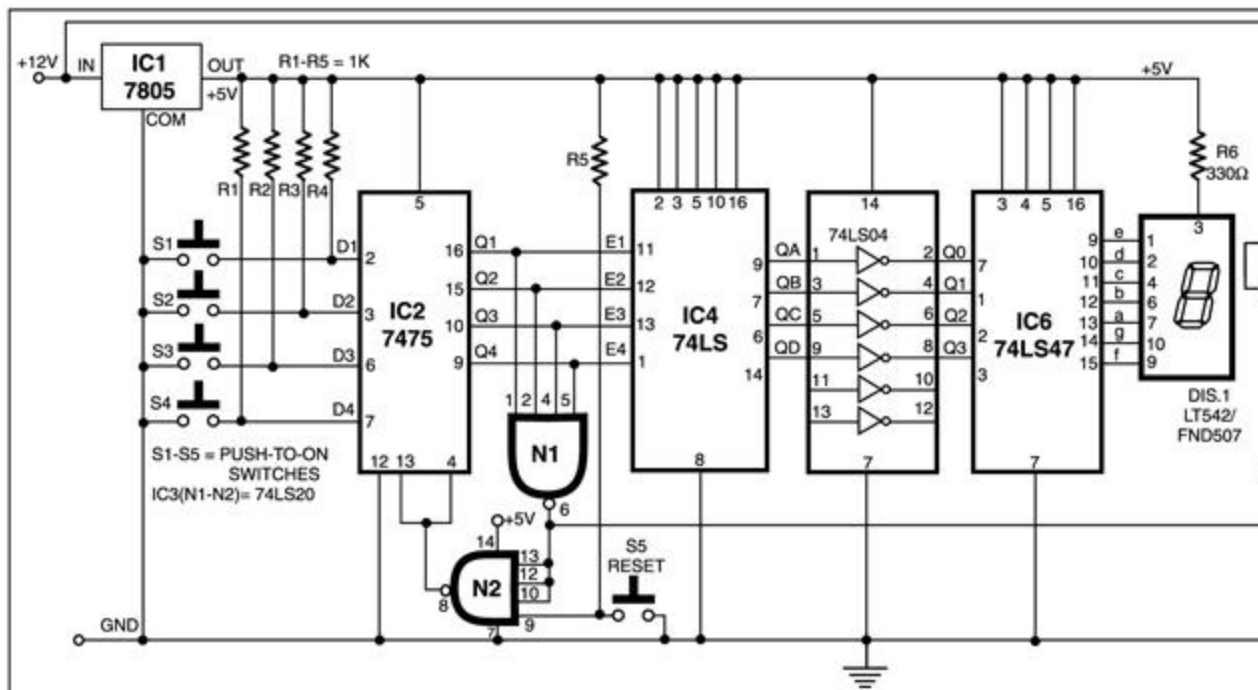 +12V
IN
IC1
7805
OUT
+5V
COM
R1-R5 = 1K
R1
R2
R3
R4
R5
+5V
R6
330Ω
S1
S2
S3
S4
D1
D2
D3
D4
2
3
6
7
5
IC2
7475
16
15
10
9
12
13
4
Q1
Q2
Q3
Q4
1
2
4
5
N1
6
E1
E2
E3
E4
11
12
13
1
2
3
5
10
16
IC4
74LS
9
7
6
14
8
QA
QB
QC
QD
14
74LS04
1
3
5
9
11
13
2
4
6
8
10
12
7
Q0
Q1
Q2
Q3
7
1
2
3
3
4
5
16
IC6
74LS47
9
10
11
12
13
14
15
7
e
d
c
b
a
g
f
3
1
2
4
6
7
10
9
DIS.1
LT542/
FND507
S1-S5 = PUSH-TO-ON
SWITCHES
IC3(N1-N2)= 74LS20
+5V
14
N2
13
12
10
9
8
7
S5
RESET
GND